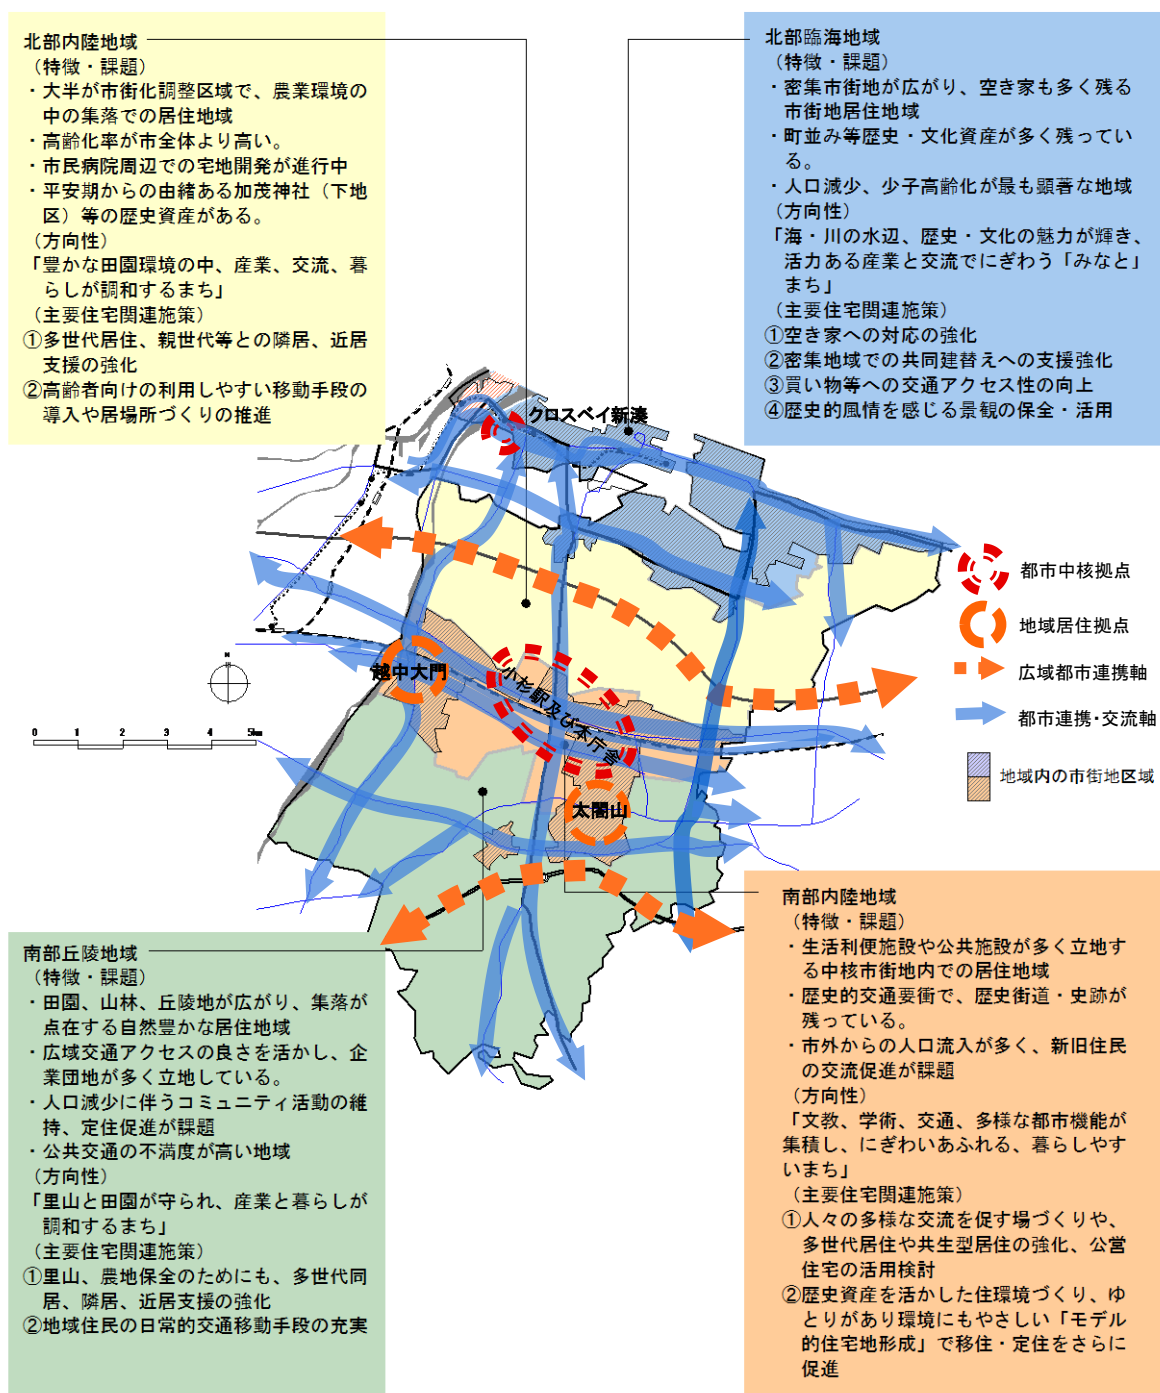 北部内陸地域
（特徴・課題）
・大半が市街化調整区域で、農業環境の
中の集落での居住地域
・高齢化率が市全体より高い。
・市民病院周辺での宅地開発が進行中
・平安期からの由緒ある加茂神社（下地
区）等の歴史資産がある。
（方向性）
「豊かな田園環境の中、産業、交流、暮
らしが調和するまち」
（主要住宅関連施策）
①多世代居住、親世代等との隣居、近居
支援の強化
②高齢者向けの利用しやすい移動手段の
導入や居場所づくりの推進
北部臨海地域
（特徴・課題）
・密集市街地が広がり、空き家も多く残る
市街地居住地域
・町並み等歴史・文化資産が多く残ってい
る。
・人口減少、少子高齢化が最も顕著な地域
（方向性）
「海・川の水辺、歴史・文化の魅力が輝き、
活力ある産業と交流でにぎわう「みなと」
まち」
（主要住宅関連施策）
①空き家への対応の強化
②密集地域での共同建替えへの支援強化
③買い物等への交通アクセス性の向上
④歴史的風情を感じる景観の保全・活用
クロスベイ新湊
越中大門
小杉駅及び本庁舎
太閤山
N
0 1 2 3 4 5km
都市中核拠点
地域居住拠点
広域都市連携軸
都市連携・交流軸
地域内の市街地区域
南部丘陵地域
（特徴・課題）
・田園、山林、丘陵地が広がり、集落が
点在する自然豊かな居住地域
・広域交通アクセスの良さを活かし、企
業団地が多く立地している。
・人口減少に伴うコミュニティ活動の維
持、定住促進が課題
・公共交通の不満度が高い地域
（方向性）
「里山と田園が守られ、産業と暮らしが
調和するまち」
（主要住宅関連施策）
①里山、農地保全のためにも、多世代同
居、隣居、近居支援の強化
②地域住民の日常的交通移動手段の充実
南部内陸地域
（特徴・課題）
・生活利便施設や公共施設が多く立地す
る中核市街地内での居住地域
・歴史的交通要衝で、歴史街道・史跡が
残っている。
・市外からの人口流入が多く、新旧住民
の交流促進が課題
（方向性）
「文教、学術、交通、多様な都市機能が
集積し、にぎわいあふれる、暮らしやす
いまち」
（主要住宅関連施策）
①人々の多様な交流を促す場づくりや、
多世代居住や共生型居住の強化、公営
住宅の活用検討
②歴史資産を活かした住環境づくり、ゆ
とりがあり環境にもやさしい「モデル
的住宅地形成」で移住・定住をさらに
促進